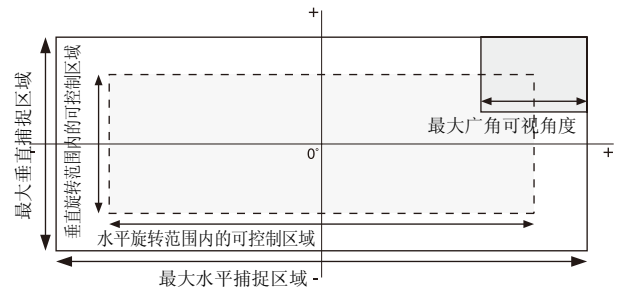 +
最大垂直捕捉区域
垂直旋转范围内的可控制区域
最大广角可视角度
-
0°
+
水平旋转范围内的可控制区域
最大水平捕捉区域 -